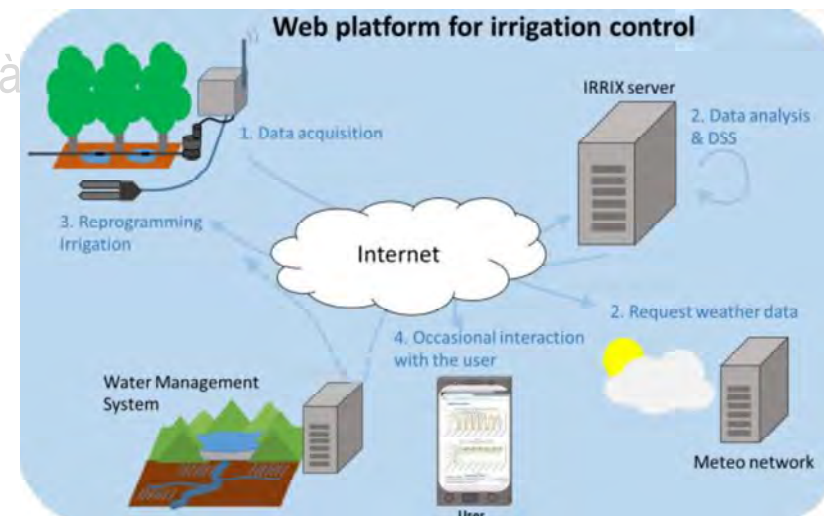 Web platform for irrigation control
à
IRRIX server
1. Data acquisition
2. Data analysis
& DSS
3. Reprogramming
irrigation
Internet
2. Request weather data
4. Occasional interaction
with the user
Water Management
System
Meteo network
User